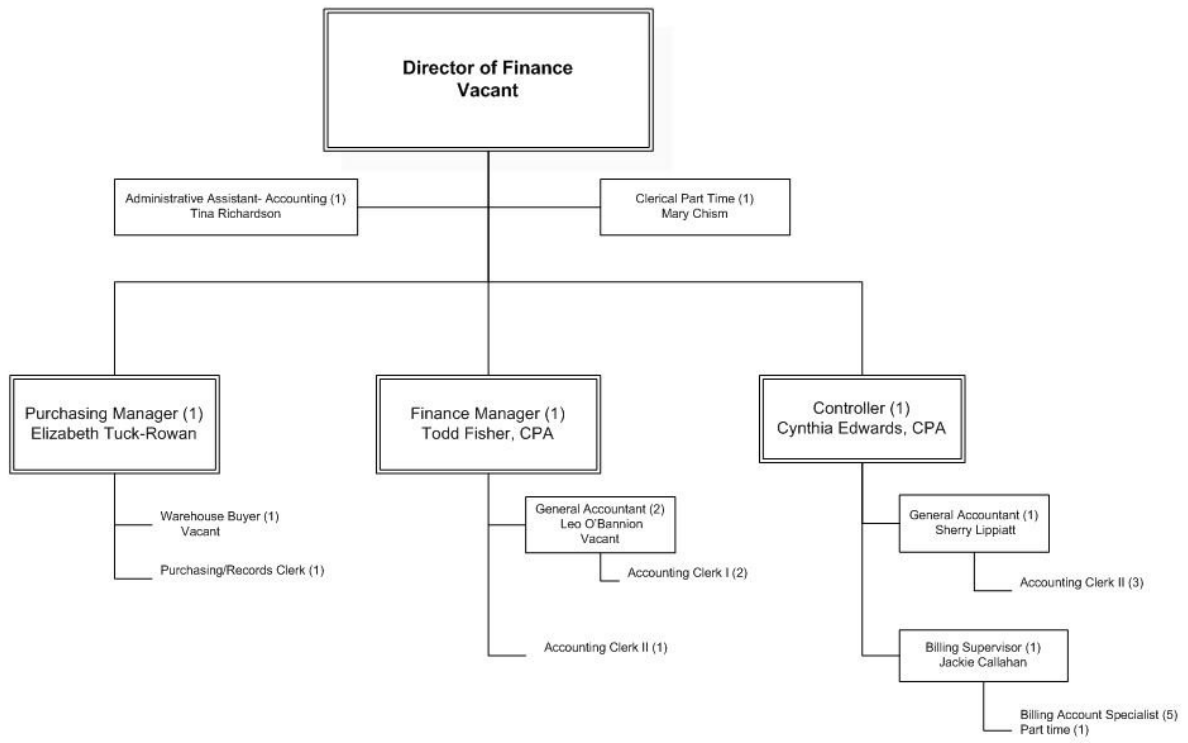 Director of Finance
Vacant
Administrative Assistant- Accounting (1)
Tina Richardson
Clerical Part Time (1)
Mary Chism
Purchasing Manager (1)
Elizabeth Tuck-Rowan
Warehouse Buyer (1)
Vacant
Purchasing/Records Clerk (1)
Finance Manager (1)
Todd Fisher, CPA
General Accountant (2)
Leo O'Bannion
Vacant
Accounting Clerk I (2)
Accounting Clerk II (1)
Controller (1)
Cynthia Edwards, CPA
General Accountant (1)
Sherry Lippiatt
Accounting Clerk II (3)
Billing Supervisor (1)
Jackie Callahan
Billing Account Specialist (5)
Part time (1)